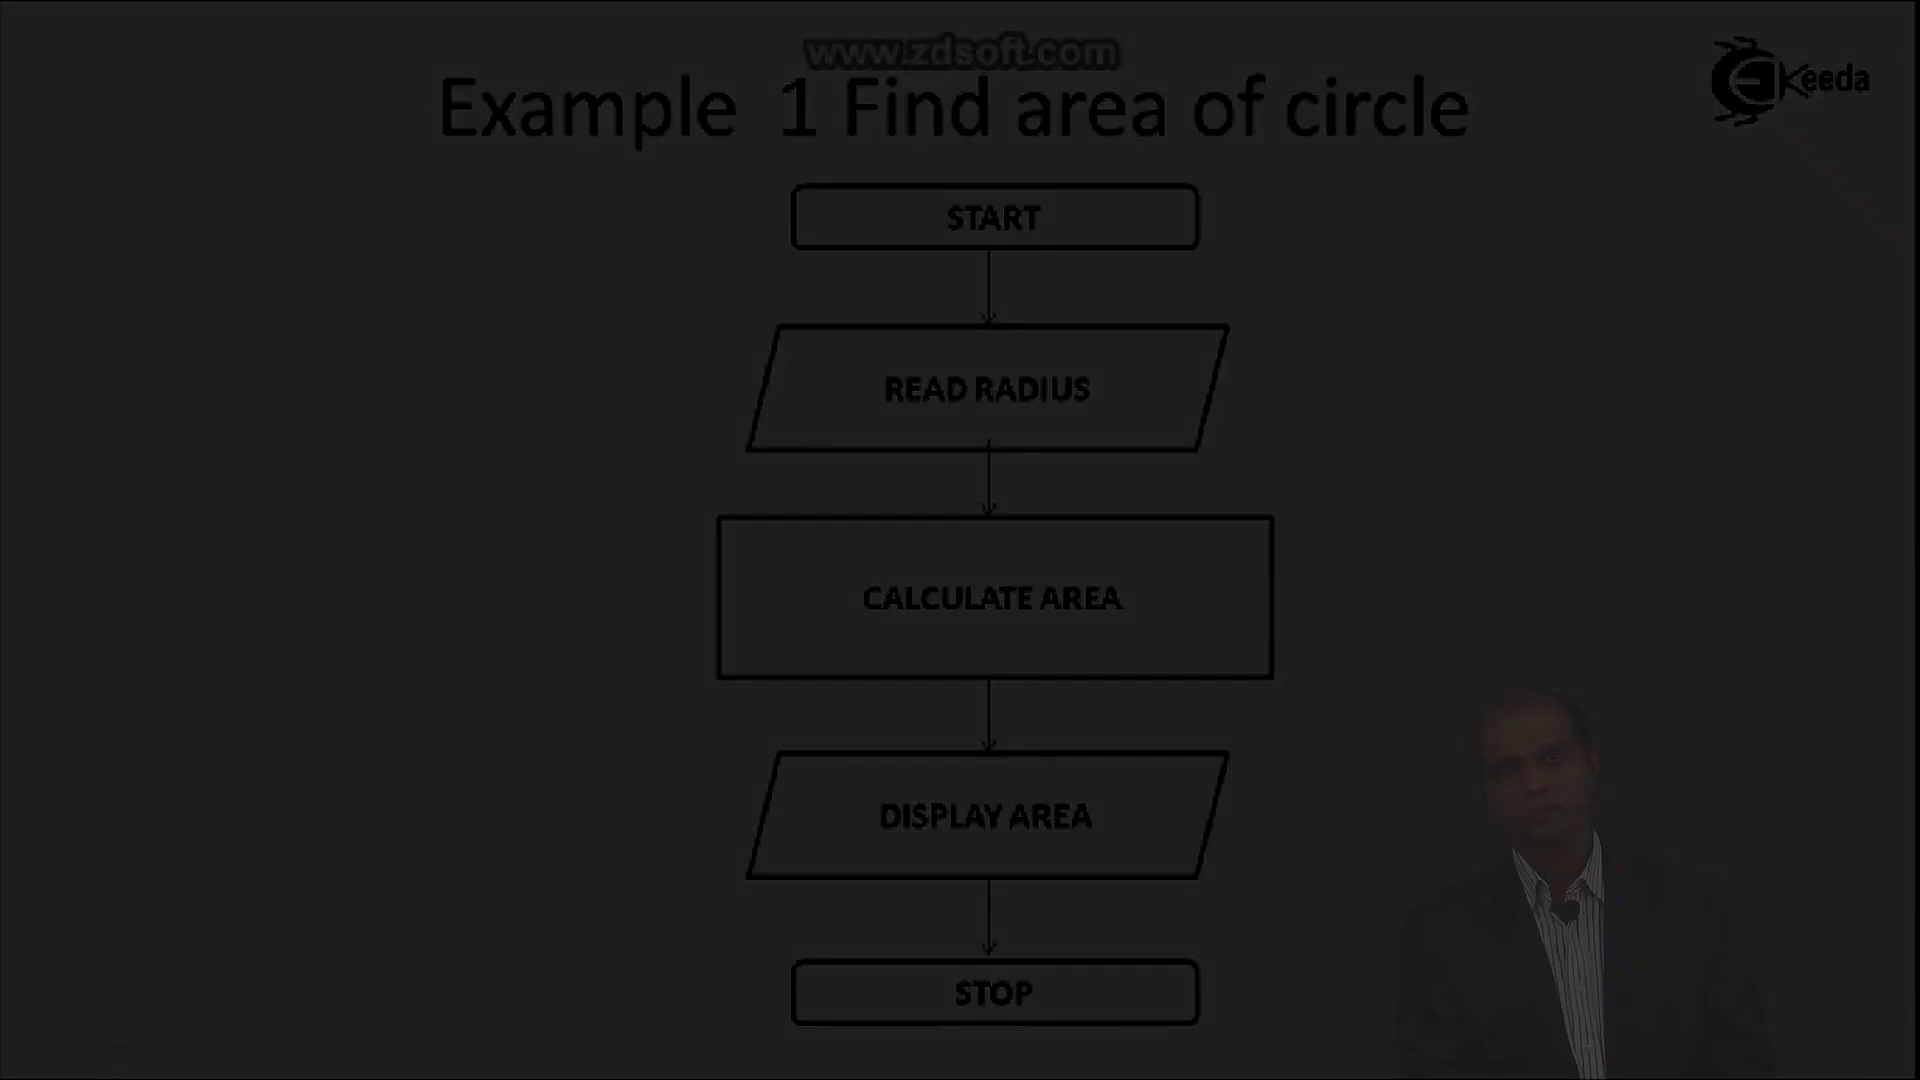 www.zdsoft.com
Example 1 Find area of circle
Ekeeda
START
READ RADIUS
CALCULATE AREA
DISPLAY AREA
STOP